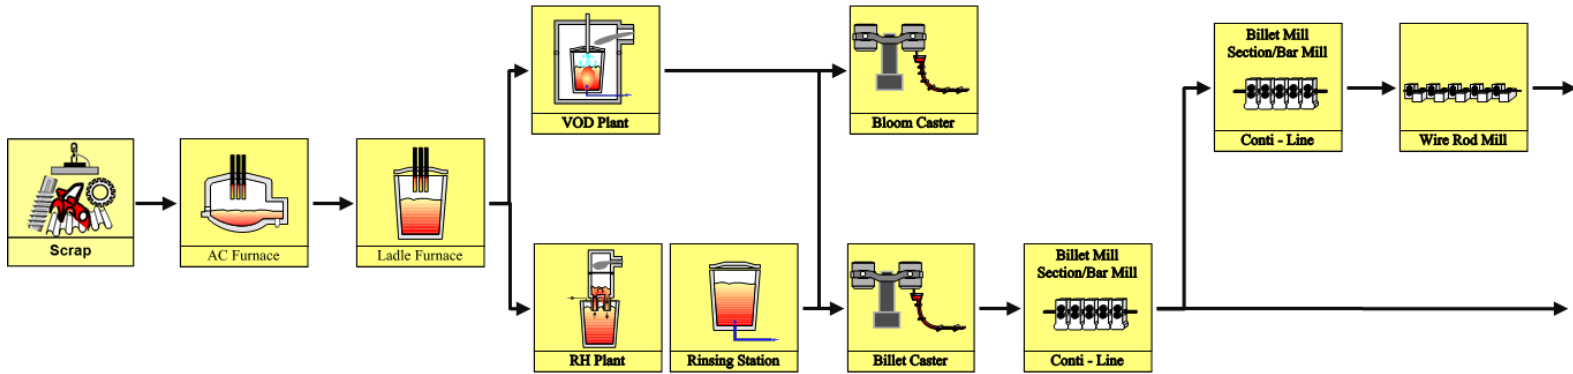 Scrap
AC Furnace
Ladle Furnace
VOD Plant
RH Plant
Rinsing Station
Bloom Caster
Billet Caster
Billet Mill
Section/Bar Mill
Conti - Line
Billet Mill
Section/Bar Mill
Conti - Line
Wire Rod Mill